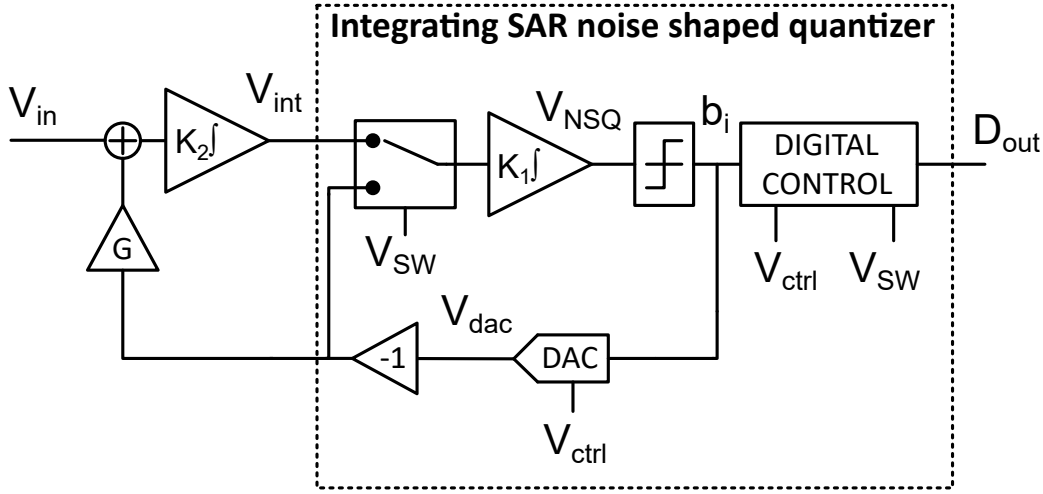 Integrating SAR noise shaped quantizer
V_in
K_2∫
V_int
V_SW
K_1∫
V_NSQ
b_i
DIGITAL
CONTROL
D_out
V_ctrl
V_SW
G
-1
V_dac
DAC
V_ctrl